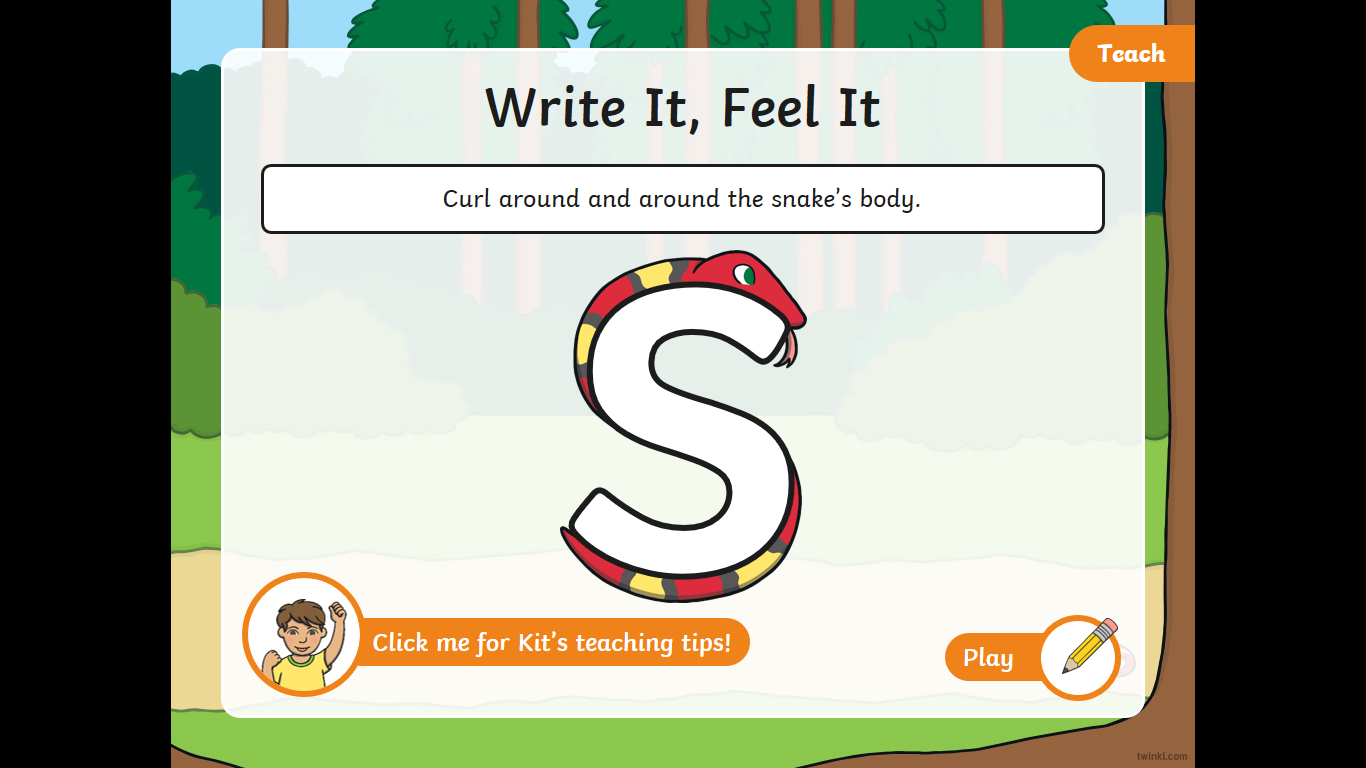 Teach
Write It, Feel It
Curl around and around the snake's body.
S
Click me for Kit's teaching tips!
Play
twinkl.com